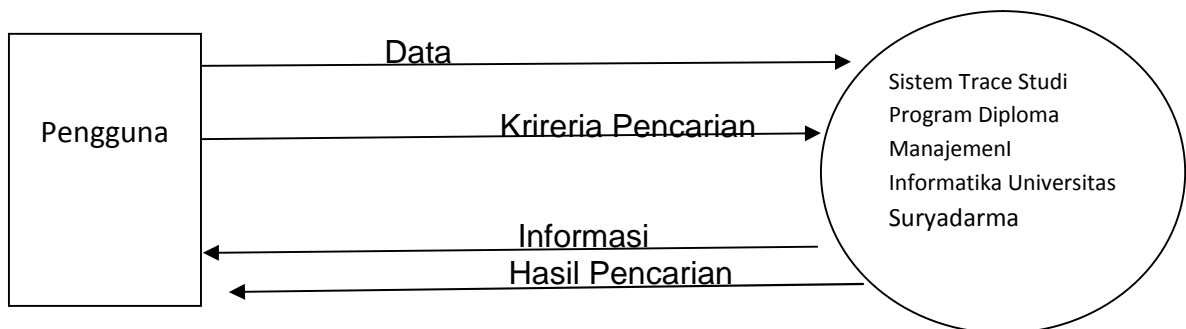 Pengguna
Data
Krireria Pencarian
Informasi
Hasil Pencarian
Sistem Trace Studi
Program Diploma
ManajemenI
Informatika Universitas
Suryadarma